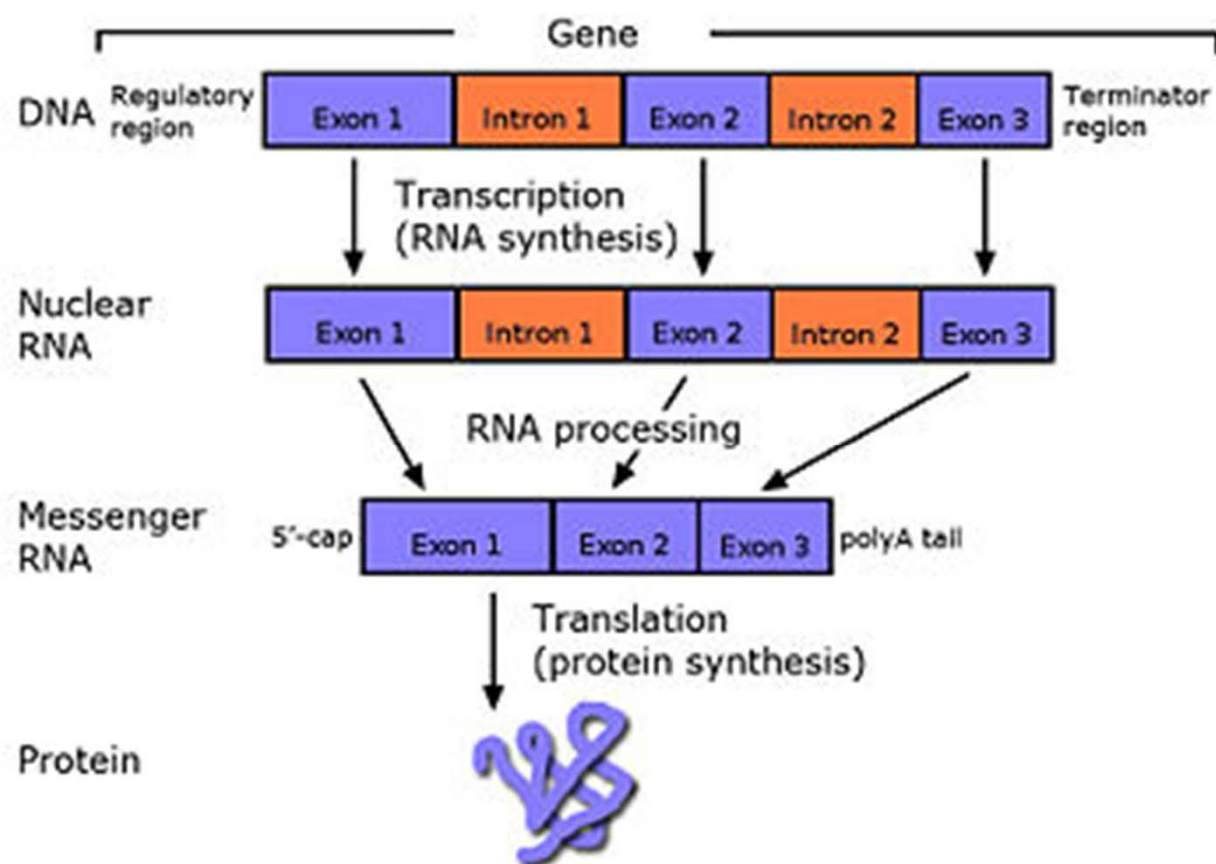 Gene
DNA
Regulatory
region
Exon 1
Intron 1
Exon 2
Intron 2
Exon 3
Terminator
region
Transcription
(RNA synthesis)
Nuclear
RNA
Exon 1
Intron 1
Exon 2
Intron 2
Exon 3
RNA processing
Messenger
RNA
5′-cap
Exon 1
Exon 2
Exon 3
polyA tail
Translation
(protein synthesis)
Protein